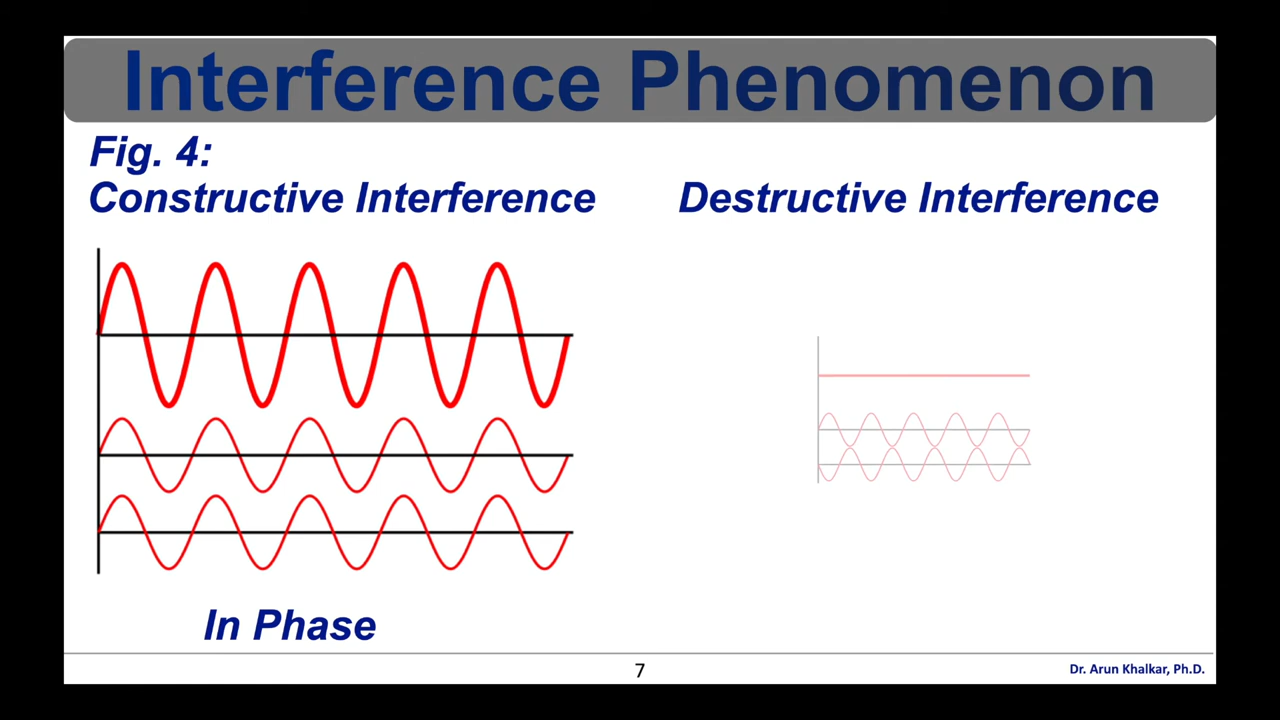 Interference Phenomenon
Fig. 4:
Constructive Interference
Destructive Interference
In Phase
7
Dr. Arun Khalkar, Ph.D.